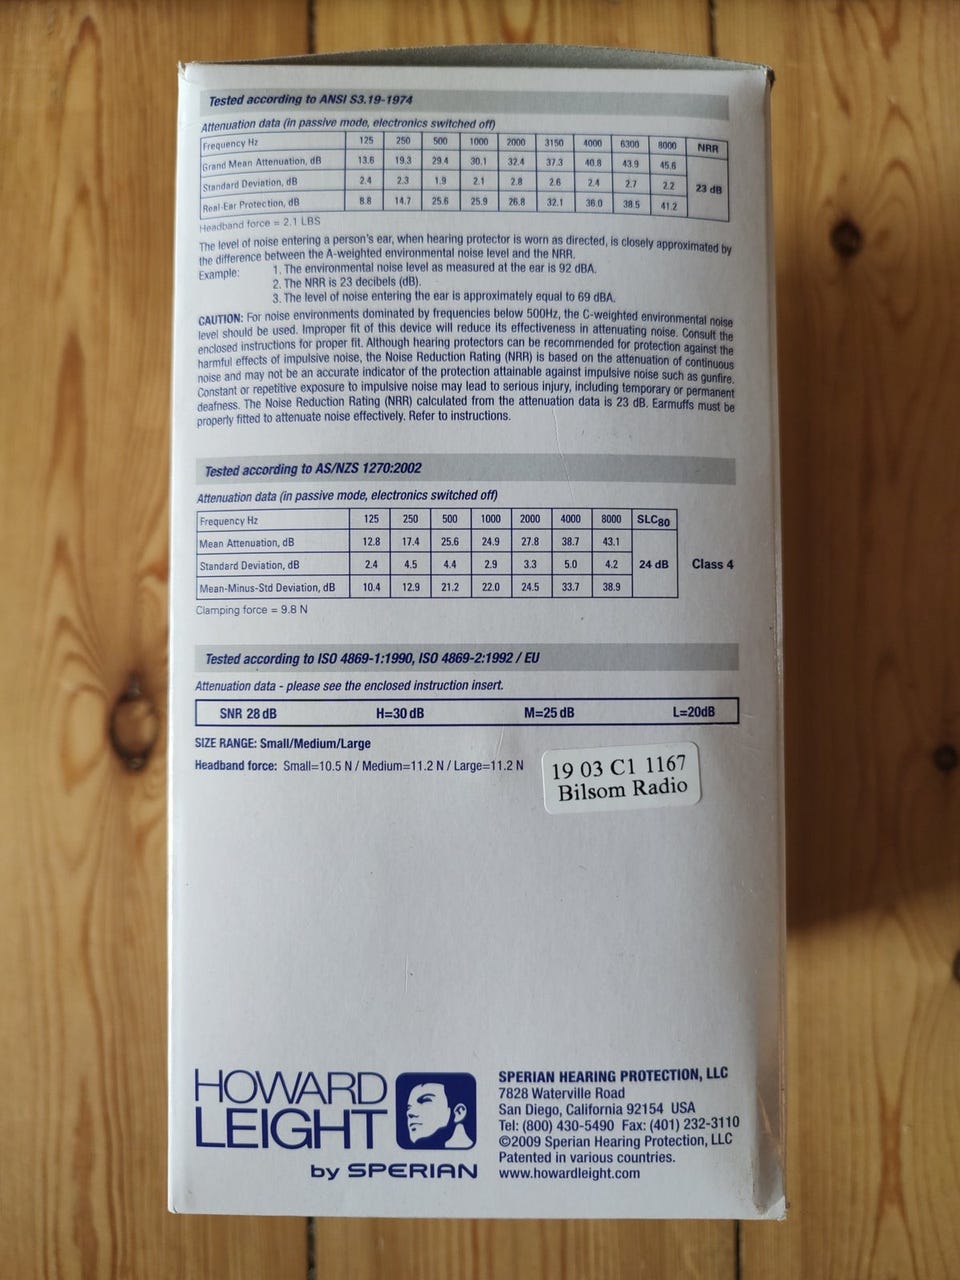 Tested according to ANSI S3.19-1974
Attenuation data (in passive mode, electronics switched off)
Frequency Hz 125 250 500 1000 2000 3150 4000 6300 8000 NRR
Grand Mean Attenuation, dB 13.6 19.3 29.4 30.1 32.4 37.3 40.8 43.9 45.6
Standard Deviation, dB 2.4 2.3 1.9 2.1 2.8 2.6 2.4 2.7 2.2 23 dB
Real-Ear Protection, dB 8.8 14.7 25.6 25.9 26.8 32.1 36.0 38.5 41.2
Headband force = 2.1 LBS
The level of noise entering a person's ear, when hearing protector is worn as directed, is closely approximated by
the difference between the A-weighted environmental noise level and the NRR.
Example: 1. The environmental noise level as measured at the ear is 92 dBA.
2. The NRR is 23 decibels (dB).
3. The level of noise entering the ear is approximately equal to 69 dBA.
CAUTION: For noise environments dominated by frequencies below 500Hz, the C-weighted environmental noise
level should be used. Improper fit of this device will reduce its effectiveness in attenuating noise. Consult the
enclosed instructions for proper fit. Although hearing protectors can be recommended for protection against the
harmful effects of impulsive noise, the Noise Reduction Rating (NRR) is based on the attenuation of continuous
noise and may not be an accurate indicator of the protection attainable against impulsive noise such as gunfire.
Constant or repetitive exposure to impulsive noise may lead to serious injury, including temporary or permanent
deafness. The Noise Reduction Rating (NRR) calculated from the attenuation data is 23 dB. Earmuffs must be
properly fitted to attenuate noise effectively. Refer to instructions.
Tested according to AS/NZS 1270:2002
Attenuation data (in passive mode, electronics switched off)
Frequency Hz 125 250 500 1000 2000 4000 8000 SLC80
Mean Attenuation, dB 12.8 17.4 25.6 24.9 27.8 38.7 43.1
Standard Deviation, dB 2.4 4.5 4.4 2.9 3.3 5.0 4.2 24 dB Class 4
Mean-Minus-Std Deviation, dB 10.4 12.9 21.2 22.0 24.5 33.7 38.9
Clamping force = 9.8 N
Tested according to ISO 4869-1:1990, ISO 4869-2:1992 / EU
Attenuation data - please see the enclosed instruction insert.
SNR 28 dB H=30 dB M=25 dB L=20dB
SIZE RANGE: Small/Medium/Large
Headband force: Small=10.5 N / Medium=11.2 N / Large=11.2 N
19 03 C1 1167
Bilsom Radio
HOWARD
LEIGHT
by SPERIAN
SPERIAN HEARING PROTECTION, LLC
7828 Waterville Road
San Diego, California 92154 USA
Tel: (800) 430-5490 Fax: (401) 232-3110
©2009 Sperian Hearing Protection, LLC
Patented in various countries.
www.howardleight.com